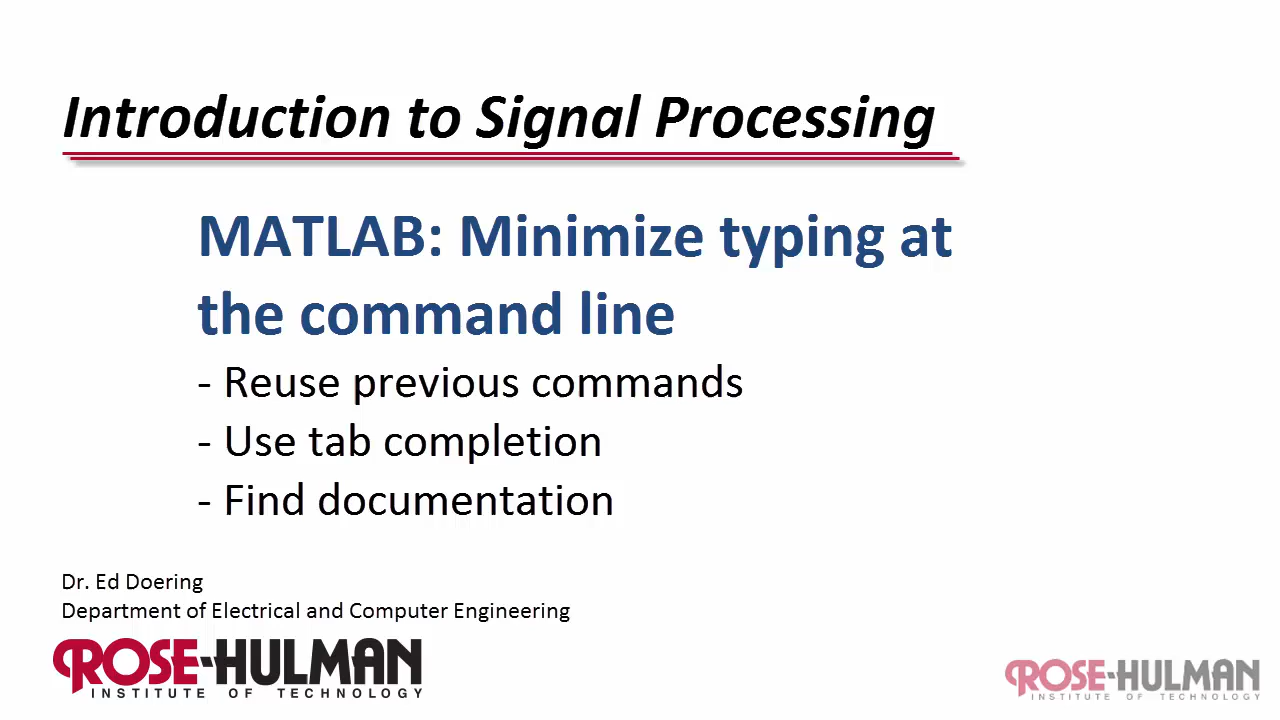 Introduction to Signal Processing
MATLAB: Minimize typing at
the command line
- Reuse previous commands
- Use tab completion
- Find documentation
Dr. Ed Doering
Department of Electrical and Computer Engineering
ROSE-HULMAN
INSTITUTE OF TECHNOLOGY
ROSE-HULMAN
INSTITUTE OF TECHNOLOGY